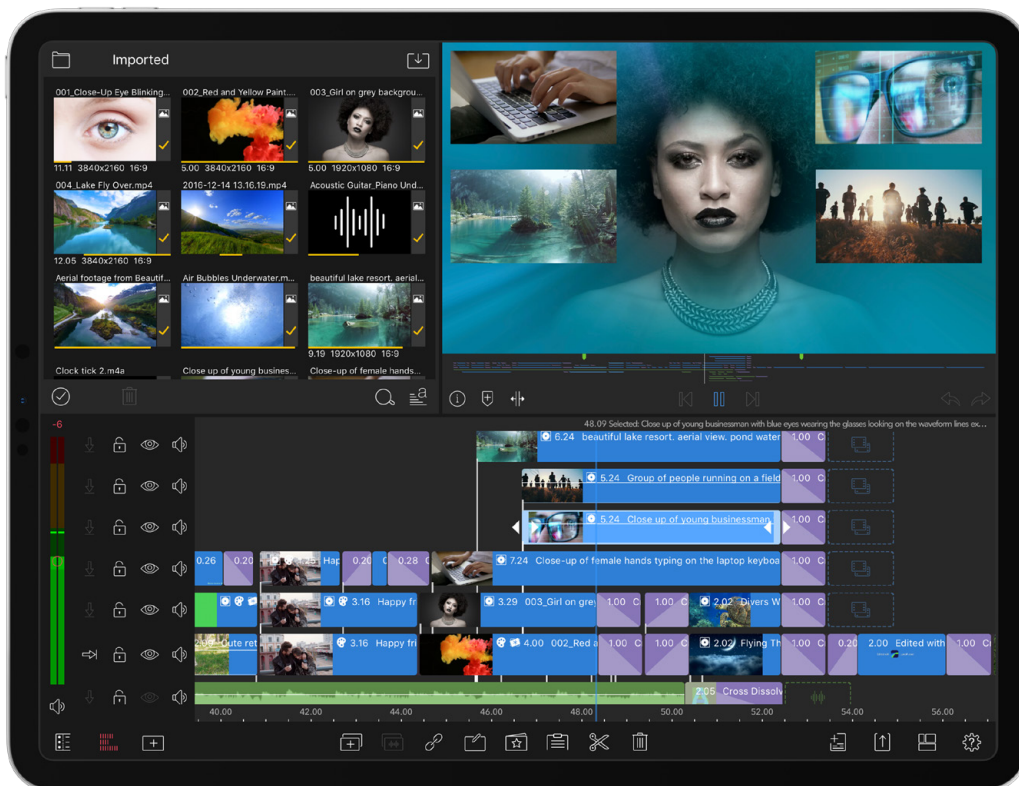 Imported
001_Close-Up Eye Blinking...
002_Red and Yellow Paint....
003_Girl on grey backgrou...
11.11 3840x2160 16:9
5.00 3840x2160 16:9
5.00 1920x1080 16:9
004_Lake Fly Over.mp4
2016-12-14 13.16.19.mp4
Acoustic Guitar_Piano Und...
12.05 3840x2160 16:9
Aerial footage from Beautif...
Air Bubbles Underwater.m...
beautiful lake resort. aerial...
9.19 1920x1080 16:9
Clock tick 2.m4a
Close up of young busines...
Close-up of female hands...
48.09 Selected: Close up of young businessman with blue eyes wearing the glasses looking on the waveform lines ex...
-6
6.24 beautiful lake resort. aerial view. pond water
1.00 C
5.24 Group of people running on a field
1.00 C
5.24 Close up of young businessman
1.00 C
0.26
0.20
Hap
0.20
0.28
7.24 Close-up of female hands typing on the laptop keyboa
1.00 C
3.16 Happy fr
3.29 003_Girl on grey
1.00 C
1.00 C
2.02 Divers W
1.00 C
Cute ret
3.16 Happy fri
4.00 002_Red a
1.00 C
1.00 C
2.02 Flying Th
1.00 C
0.20
2.00 Edited with
1.00 C
2.05 Cross Dissolv
40.00
42.00
44.00
46.00
48.00
50.00
52.00
54.00
56.00